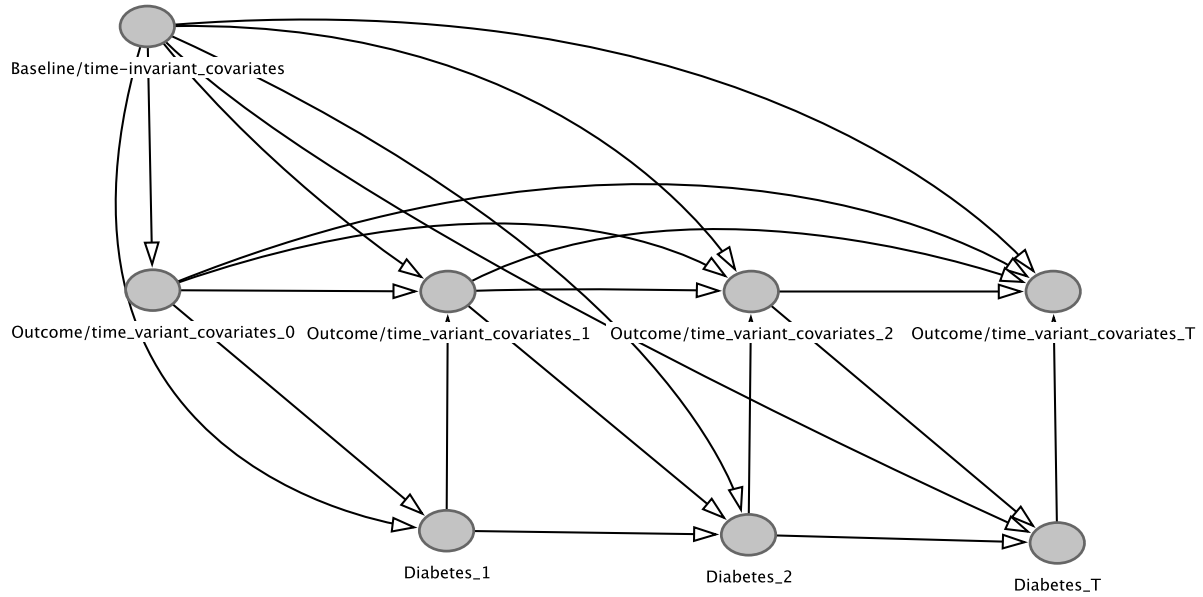 Baseline/time-invariant_covariates
Outcome/time_variant_covariates_0
Outcome/time_variant_covariates_1
Outcome/time_variant_covariates_2
Outcome/time_variant_covariates_T
Diabetes_1
Diabetes_2
Diabetes_T